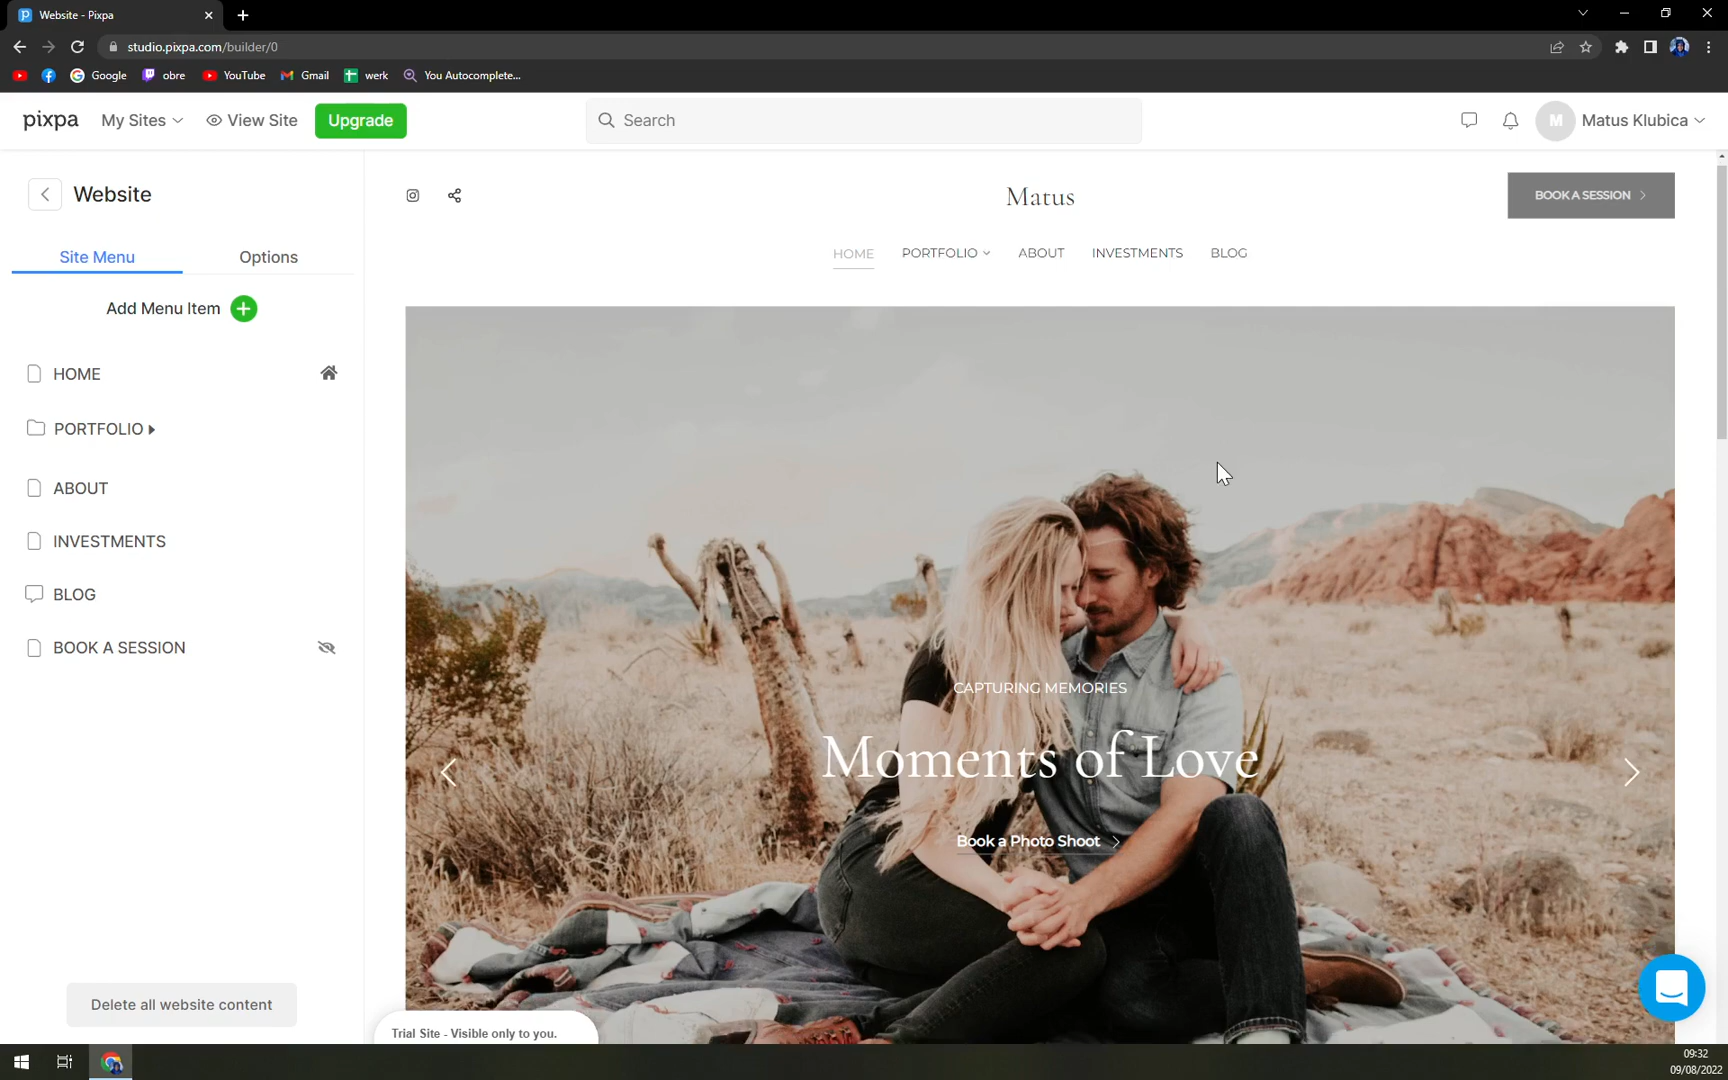 Website - Pixpa
studio.pixpa.com/builder/0
Google
obre
YouTube
Gmail
werk
You Autocomplete...
pixpa
My Sites
View Site
Upgrade
Search
M
Matus Klubica
Website
Site Menu
Options
Add Menu Item
HOME
PORTFOLIO
ABOUT
INVESTMENTS
BLOG
BOOK A SESSION
Delete all website content
Matus
BOOK A SESSION
HOME
PORTFOLIO
ABOUT
INVESTMENTS
BLOG
CAPTURING MEMORIES
Moments of Love
Book a Photo Shoot
Trial Site - Visible only to you.
09:32
09/08/2022